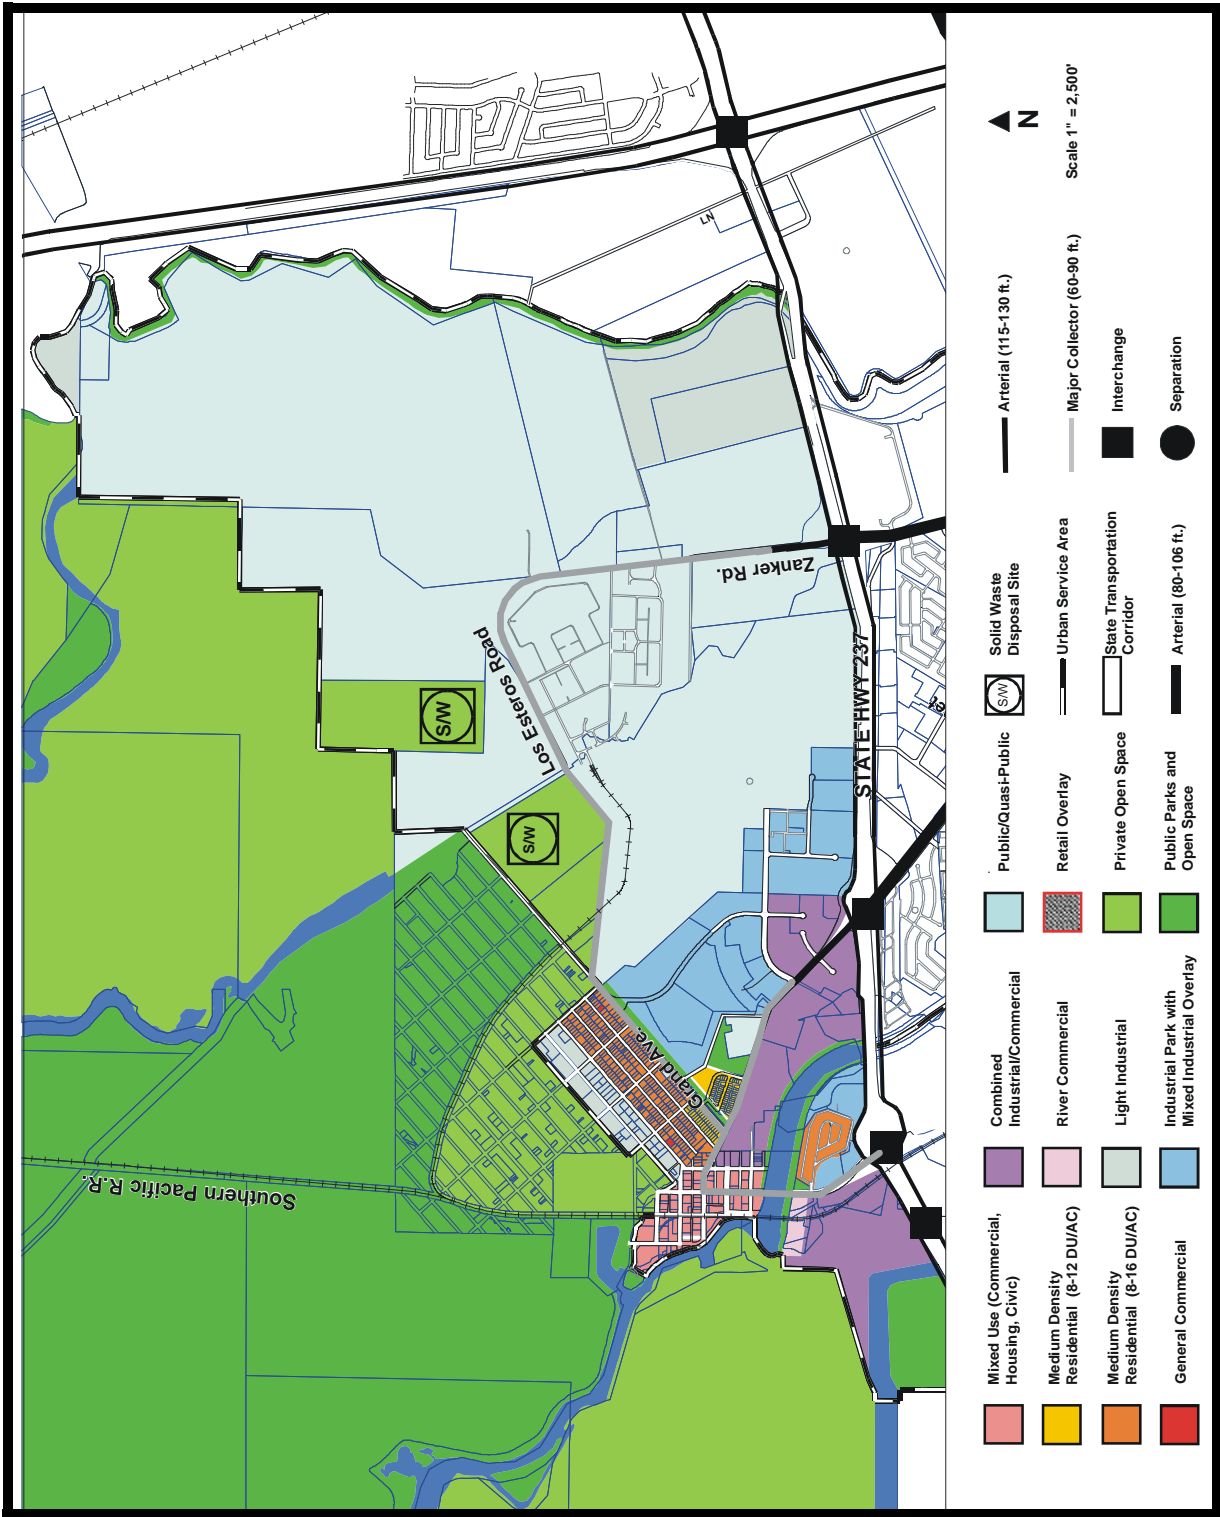 Southern Pacific R.R.
Grand Ave.
Los Esteros Road
Zanker Rd.
STATE HWY 237
S/W
S/W
LN
Mixed Use (Commercial,
Housing, Civic)
Medium Density
Residential (8-12 DU/AC)
Medium Density
Residential (8-16 DU/AC)
General Commercial
Combined
Industrial/Commercial
River Commercial
Light Industrial
Industrial Park with
Mixed Industrial Overlay
Public/Quasi-Public
Retail Overlay
Private Open Space
Public Parks and
Open Space
S/W
Solid Waste
Disposal Site
Urban Service Area
State Transportation
Corridor
Arterial (80-106 ft.)
Arterial (115-130 ft.)
Major Collector (60-90 ft.)
Interchange
Separation
N
Scale 1" = 2,500'